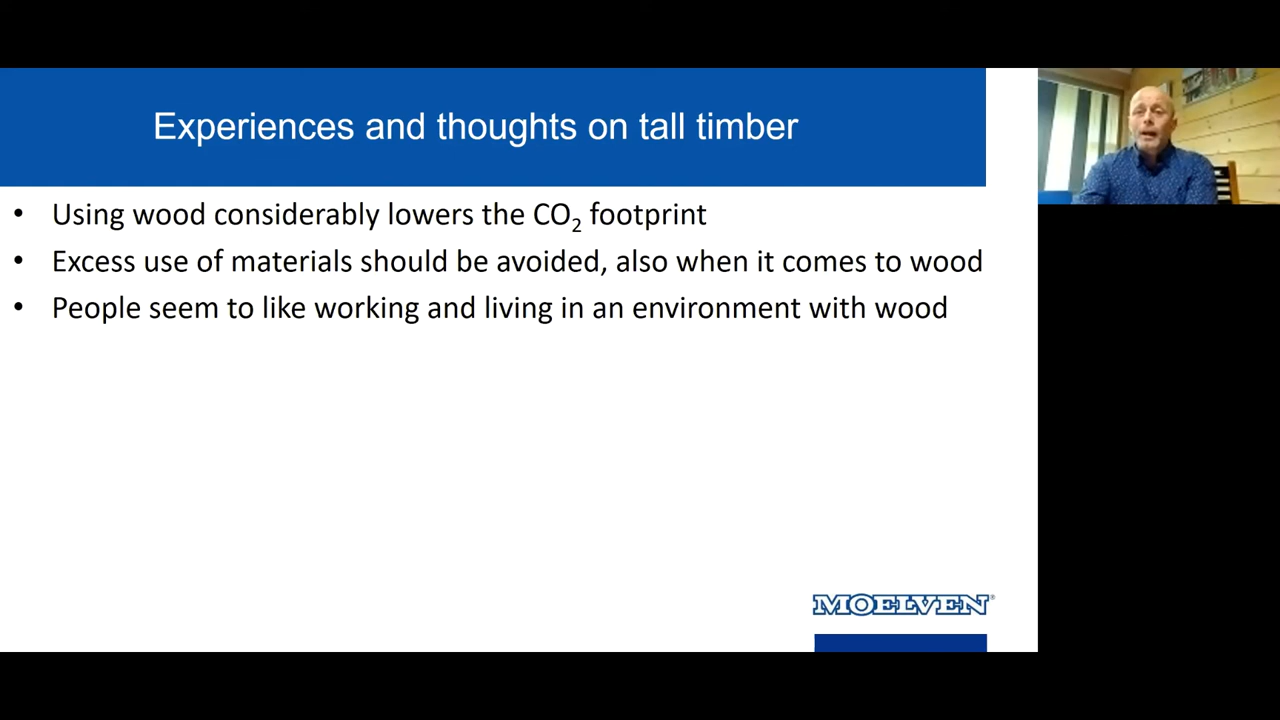 Experiences and thoughts on tall timber
• Using wood considerably lowers the CO₂ footprint
• Excess use of materials should be avoided, also when it comes to wood
• People seem to like working and living in an environment with wood
MOELVEN®